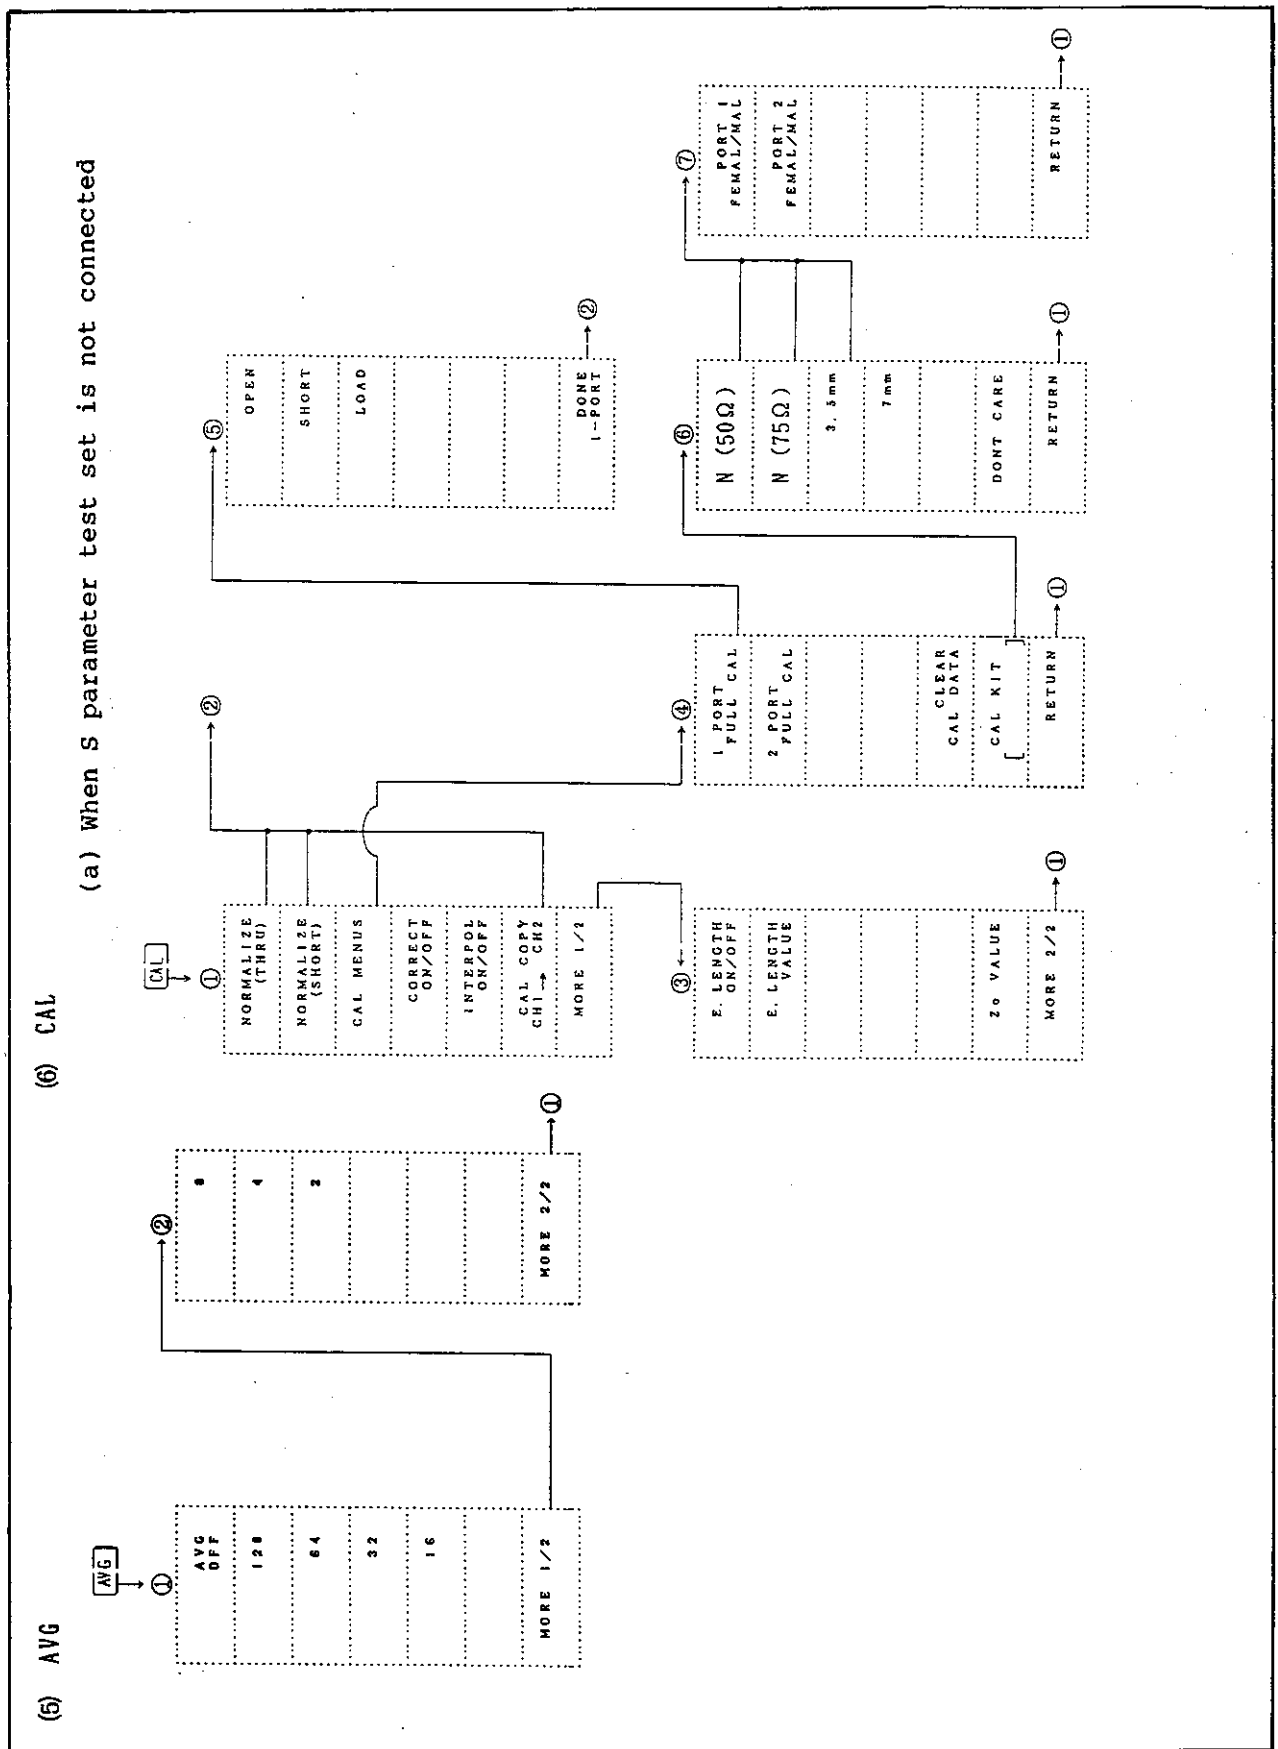 (5) AVG
AVG
①
AVG
OFF
128
64
32
16
MORE 1/2
②
8
4
2
MORE 2/2
①
(6) CAL
(a) When S parameter test set is not connected
CAL
①
NORMALIZE
(THRU)
NORMALIZE
(SHORT)
CAL MENUS
CORRECT
ON/OFF
INTERPOL
ON/OFF
CAL COPY
CH1 → CH2
MORE 1/2
②
③
E. LENGTH
ON/OFF
E. LENGTH
VALUE
Zo VALUE
MORE 2/2
①
④
1 PORT
FULL CAL
2 PORT
FULL CAL
CLEAR
CAL DATA
[CAL KIT]
RETURN
①
⑤
OPEN
SHORT
LOAD
DONE
1-PORT
②
⑥
N (50Ω)
N (75Ω)
3.5mm
7mm
DONT CARE
RETURN
①
⑦
PORT 1
FEMAL/MAL
PORT 2
FEMAL/MAL
RETURN
①